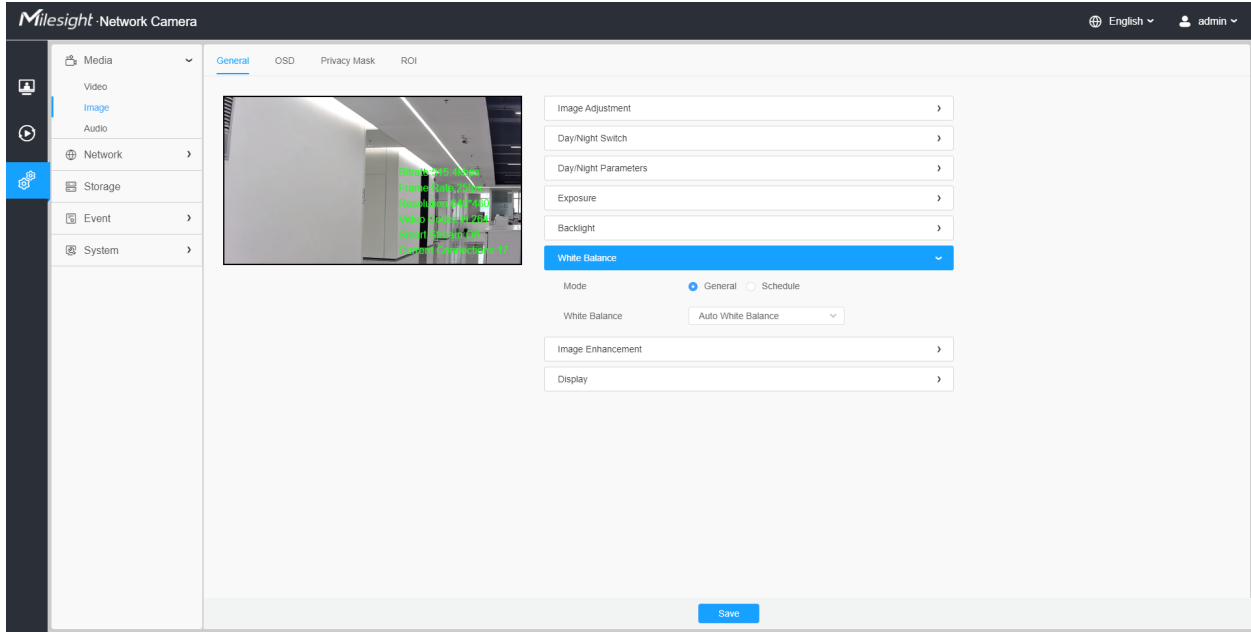 Milesight · Network Camera
English
admin
Media
Video
Image
Audio
Network
Storage
Event
System
General OSD Privacy Mask ROI
Frame Rate
Image Adjustment
Day/Night Switch
Day/Night Parameters
Exposure
Backlight
White Balance
Mode General Schedule
White Balance Auto White Balance
Image Enhancement
Display
Save